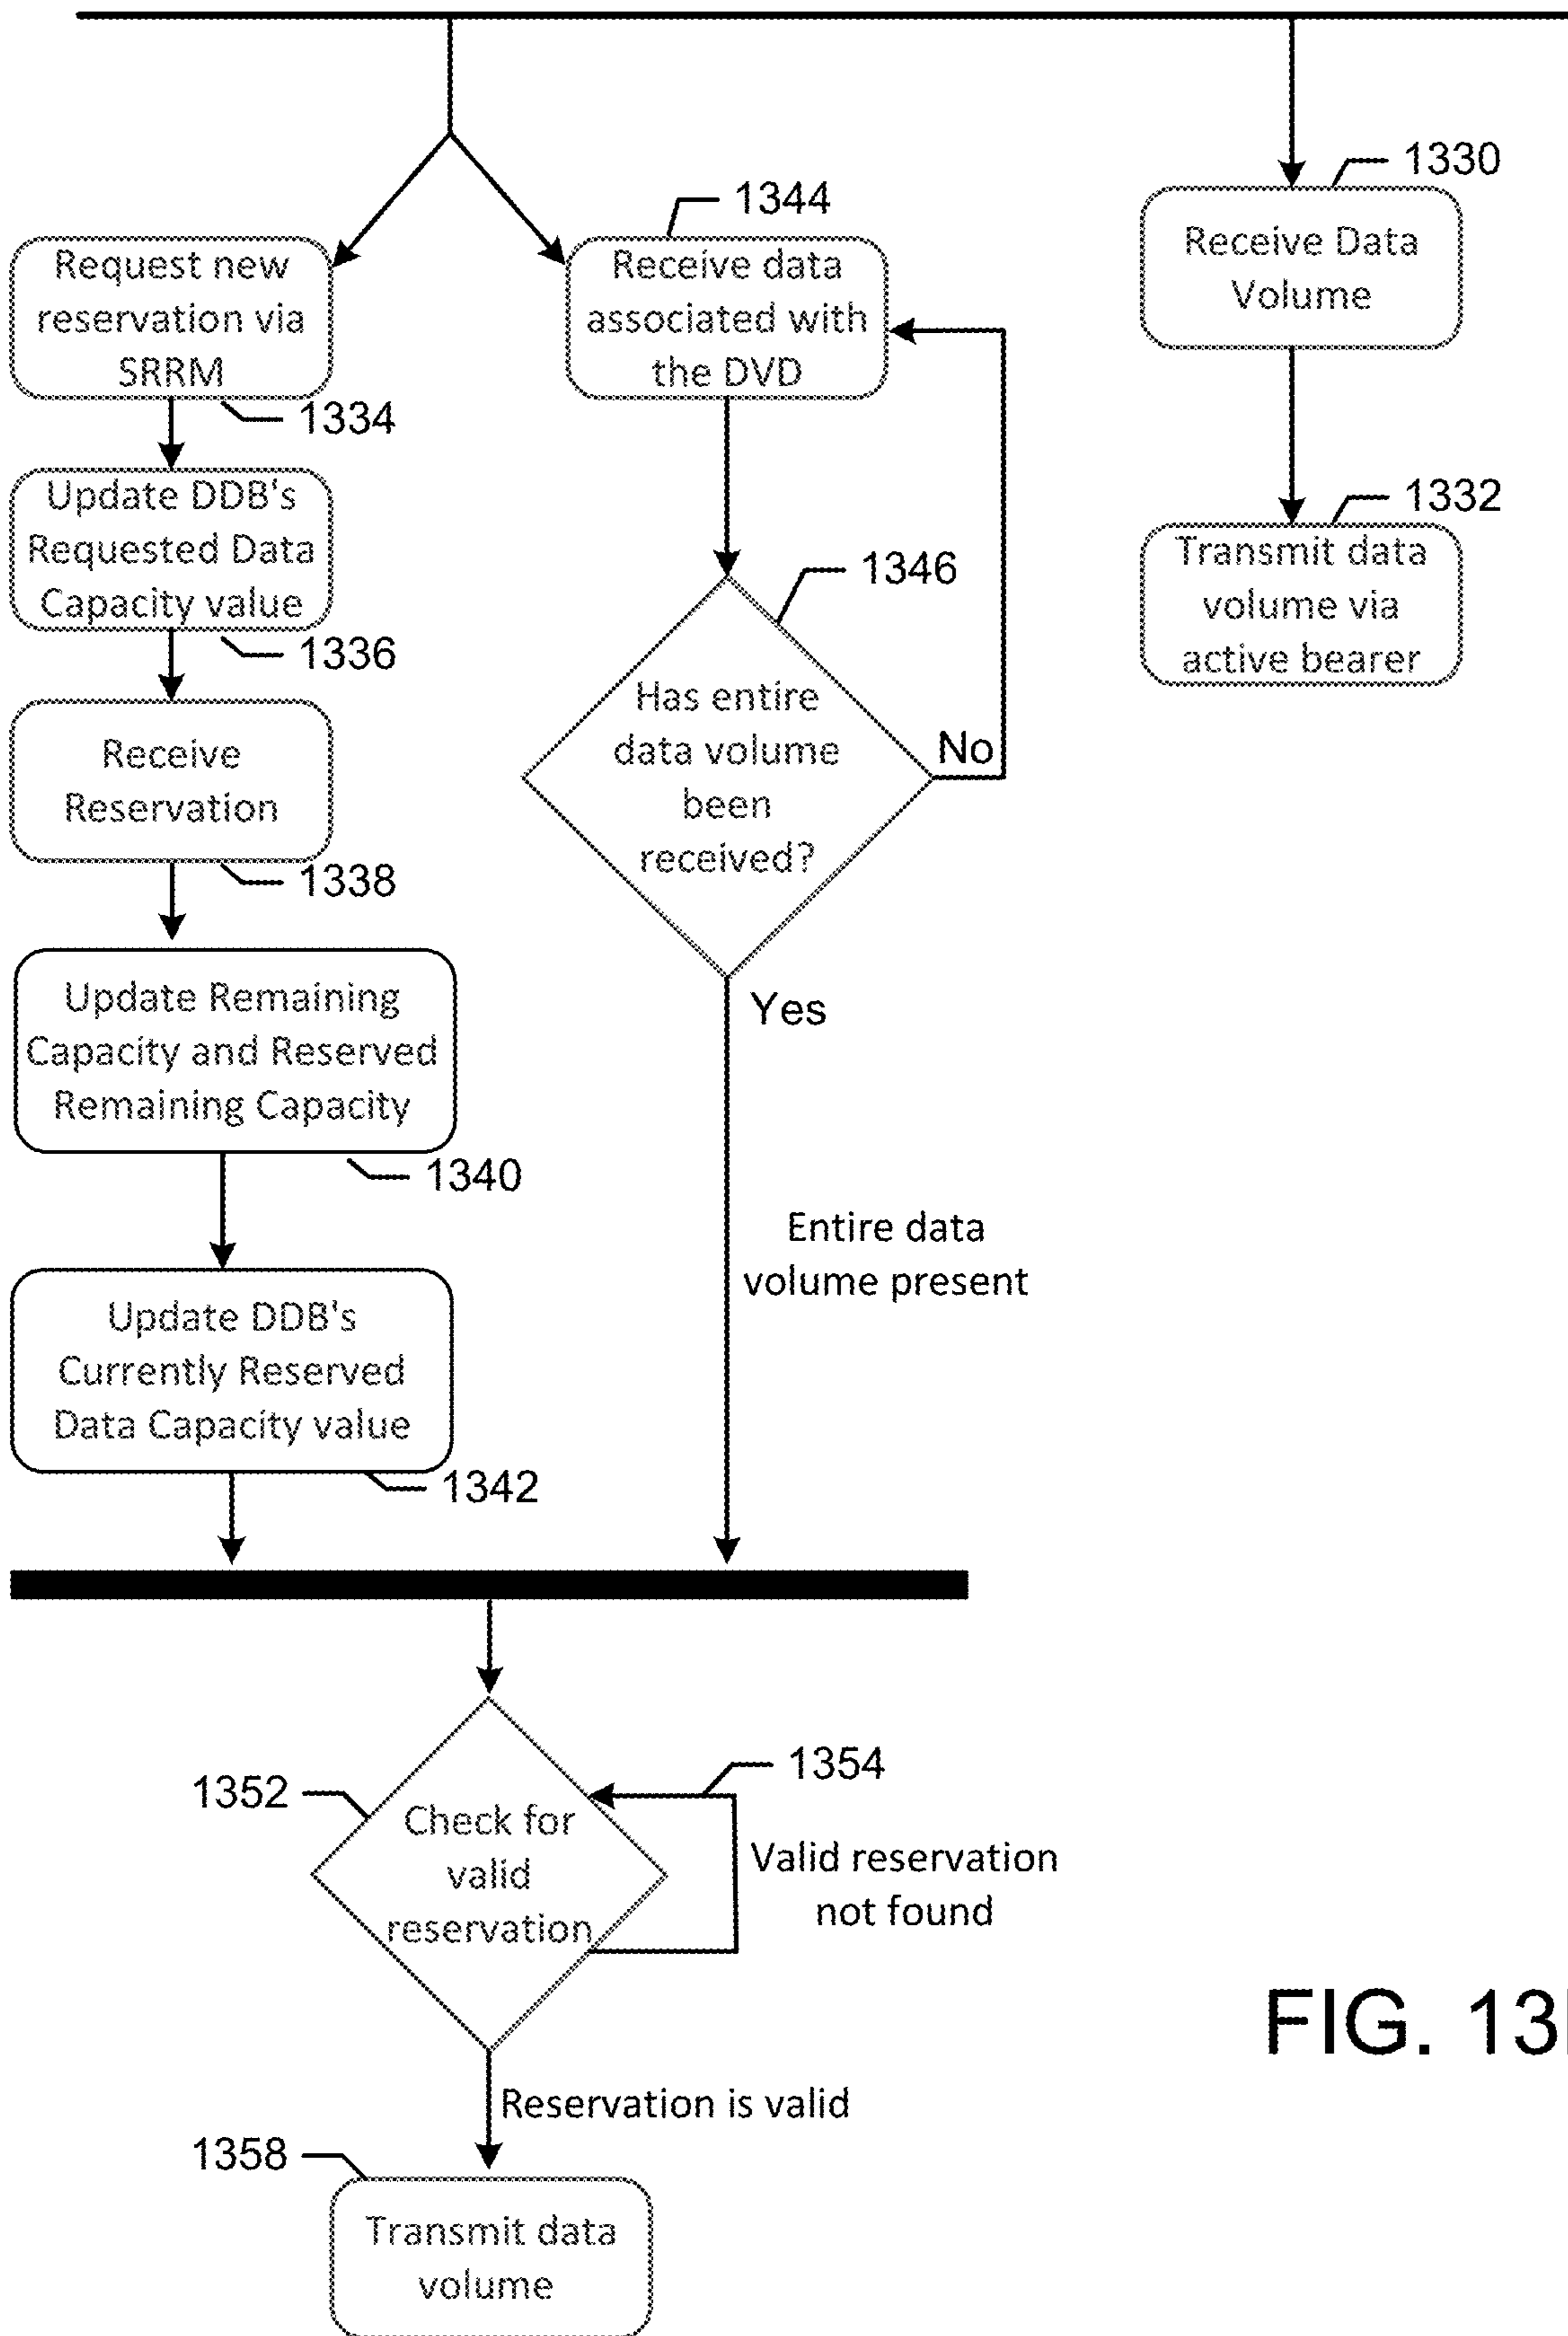 Request new
reservation via
SRRM
1334
Update DDB's
Requested Data
Capacity value
1336
Receive
Reservation
1338
Update Remaining
Capacity and Reserved
Remaining Capacity
1340
Update DDB's
Currently Reserved
Data Capacity value
1342
1344
Receive data
associated with
the DVD
1346
Has entire
data volume
been
received?
No
Yes
Entire data
volume present
1330
Receive Data
Volume
1332
Transmit data
volume via
active bearer
1352
Check for
valid
reservation
1354
Valid reservation
not found
Reservation is valid
1358
Transmit data
volume
FIG.